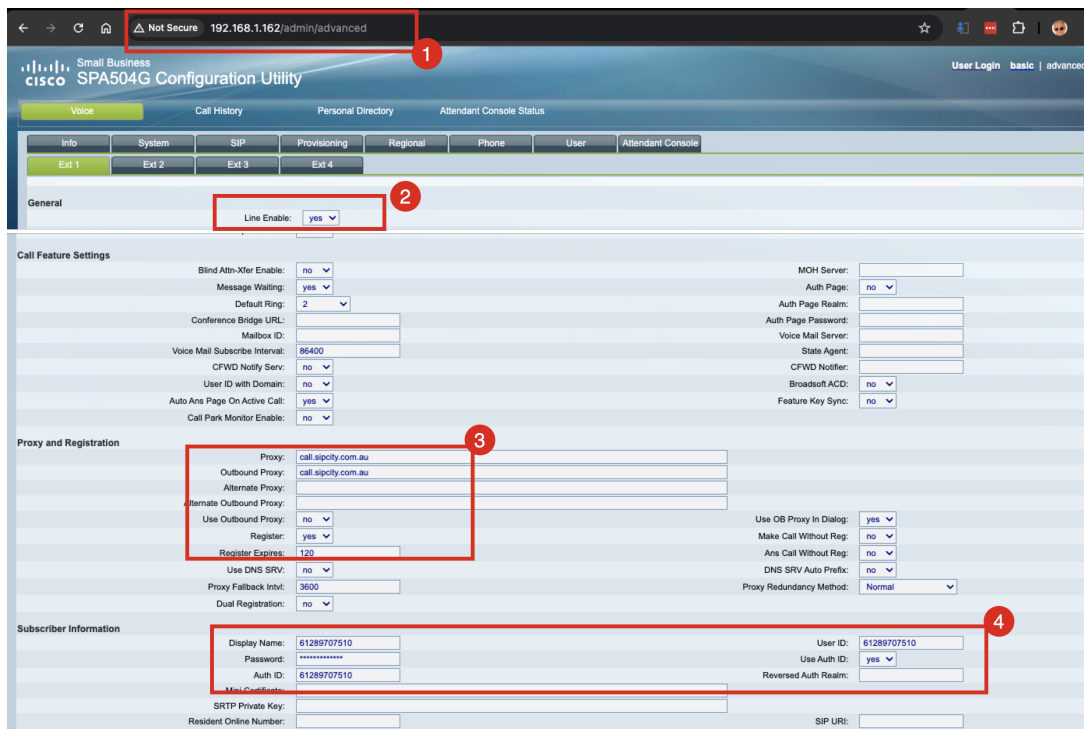 Not Secure 192.168.1.162/admin/advanced
1
Small Business
cisco SPA504G Configuration Utility
User Login basic | advanced
Voice Call History Personal Directory Attendant Console Status
Info System SIP Provisioning Regional Phone User Attendant Console
Ext 1 Ext 2 Ext 3 Ext 4
General
2
Line Enable: yes
Call Feature Settings
Blind Attn-Xfer Enable: no MOH Server:
Message Waiting: yes Auth Page: no
Default Ring: 2 Auth Page Realm:
Conference Bridge URL: Auth Page Password:
Mailbox ID: Voice Mail Server:
Voice Mail Subscribe Interval: 86400 State Agent:
CFWD Notify Serv: no CFWD Notifier:
User ID with Domain: no Broadsoft ACD: no
Auto Ans Page On Active Call: yes Feature Key Sync: no
Call Park Monitor Enable: no
Proxy and Registration
3
Proxy: call.sipcity.com.au
Outbound Proxy: call.sipcity.com.au
Alternate Proxy:
Alternate Outbound Proxy:
Use Outbound Proxy: no Use OB Proxy In Dialog: yes
Register: yes Make Call Without Reg: no
Register Expires: 120 Ans Call Without Reg: no
Use DNS SRV: no DNS SRV Auto Prefix: no
Proxy Fallback Intvl: 3600 Proxy Redundancy Method: Normal
Dual Registration: no
Subscriber Information
4
Display Name: 61289707510 User ID: 61289707510
Password: ************* Use Auth ID: yes
Auth ID: 61289707510 Reversed Auth Realm:
Mini Certificate:
SRTP Private Key:
Resident Online Number: SIP URI: